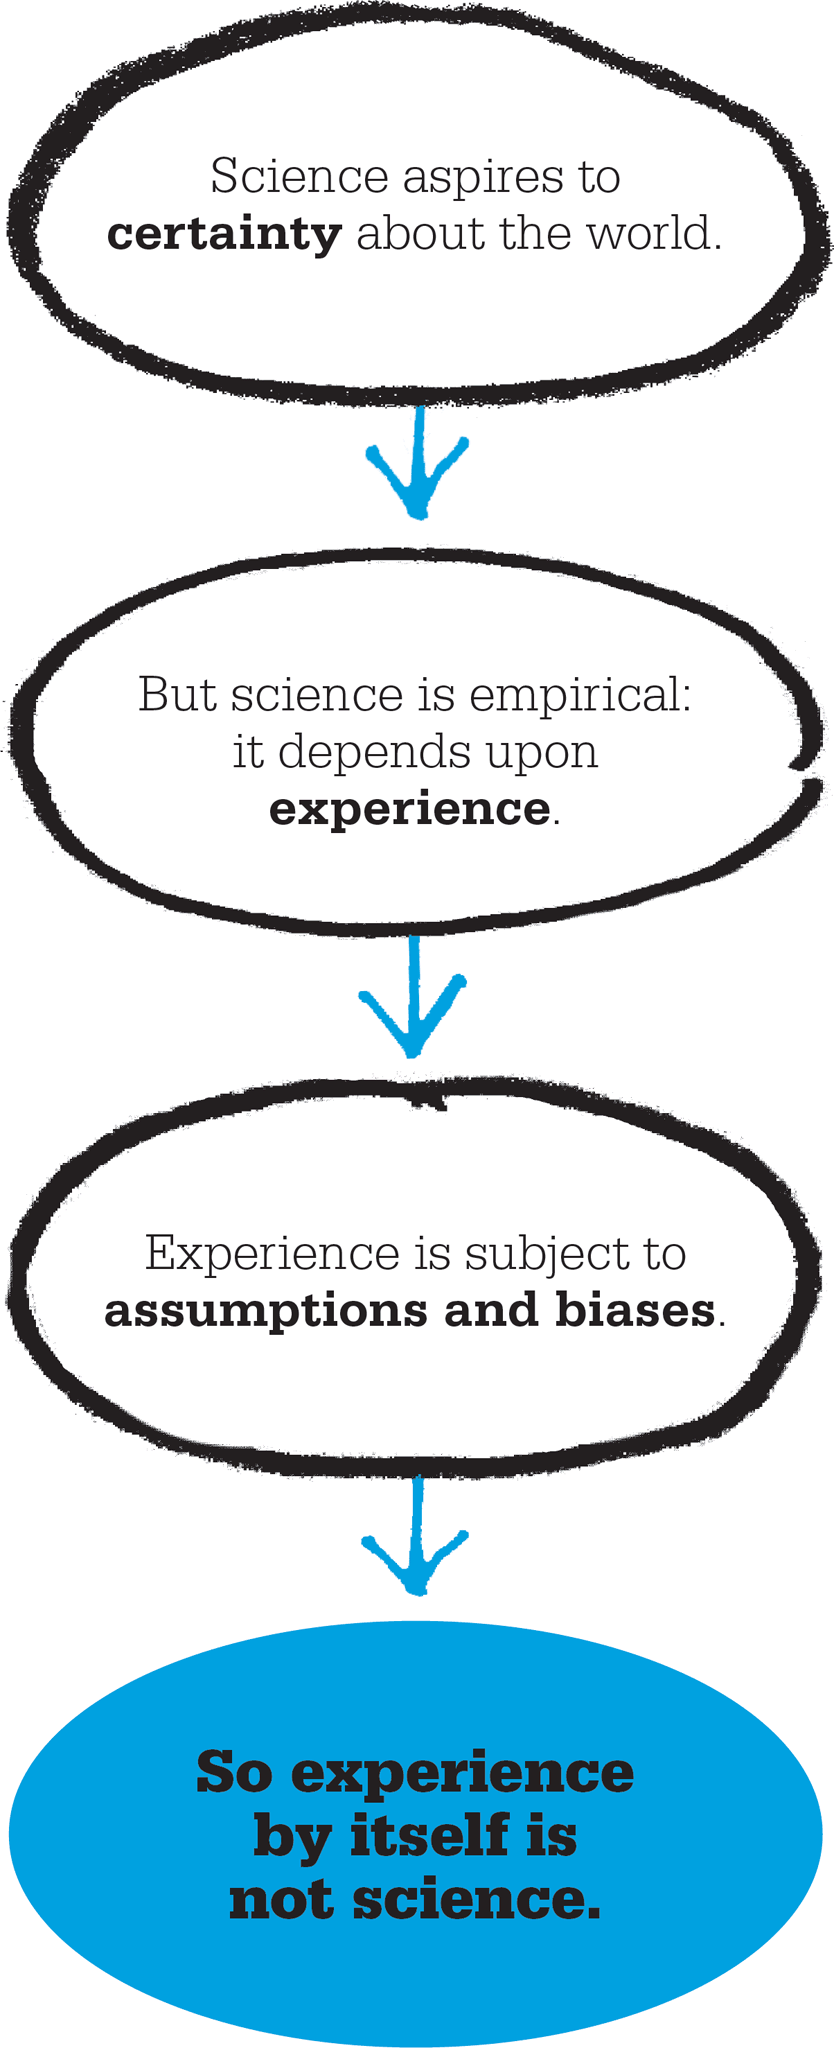 Science aspires to
certainty about the world.
But science is empirical:
it depends upon
experience.
Experience is subject to
assumptions and biases.
So experience
by itself is
not science.